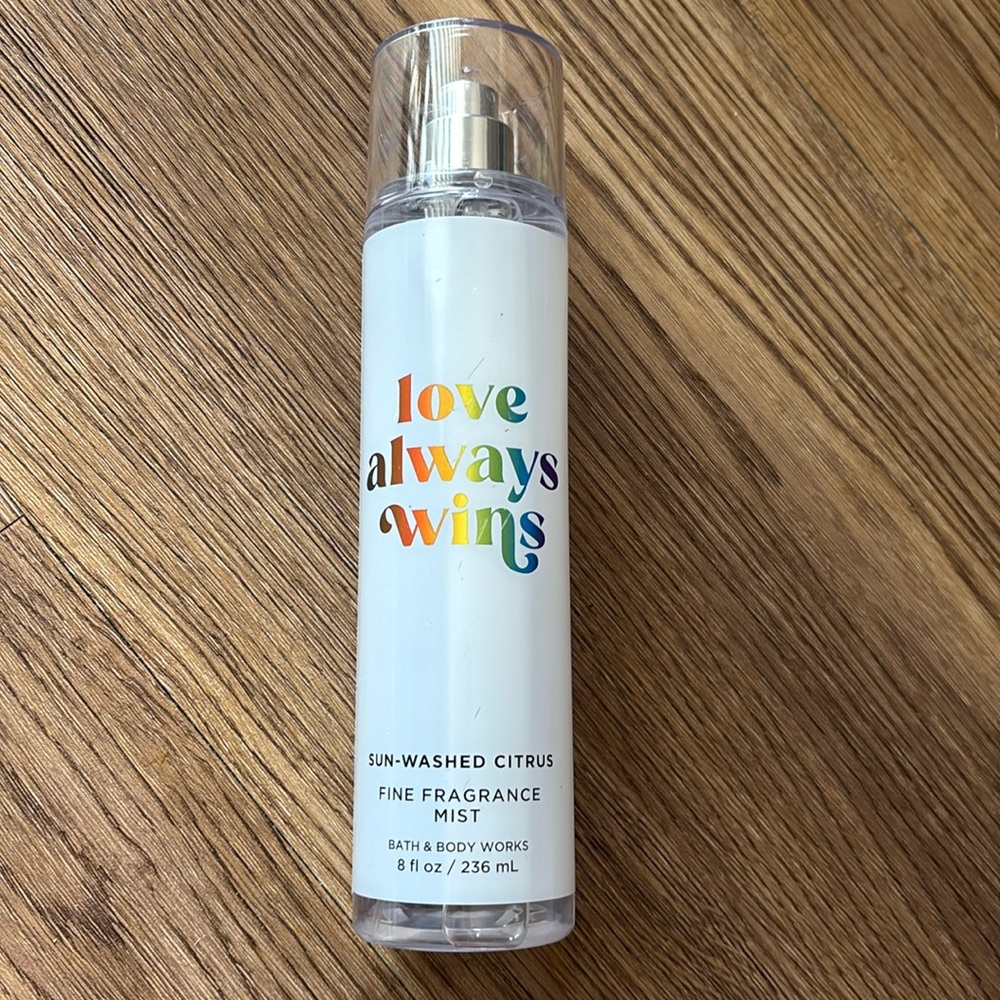 love
always
wins
SUN-WASHED CITRUS
FINE FRAGRANCE
MIST
BATH & BODY WORKS
8 fl oz / 236 mL